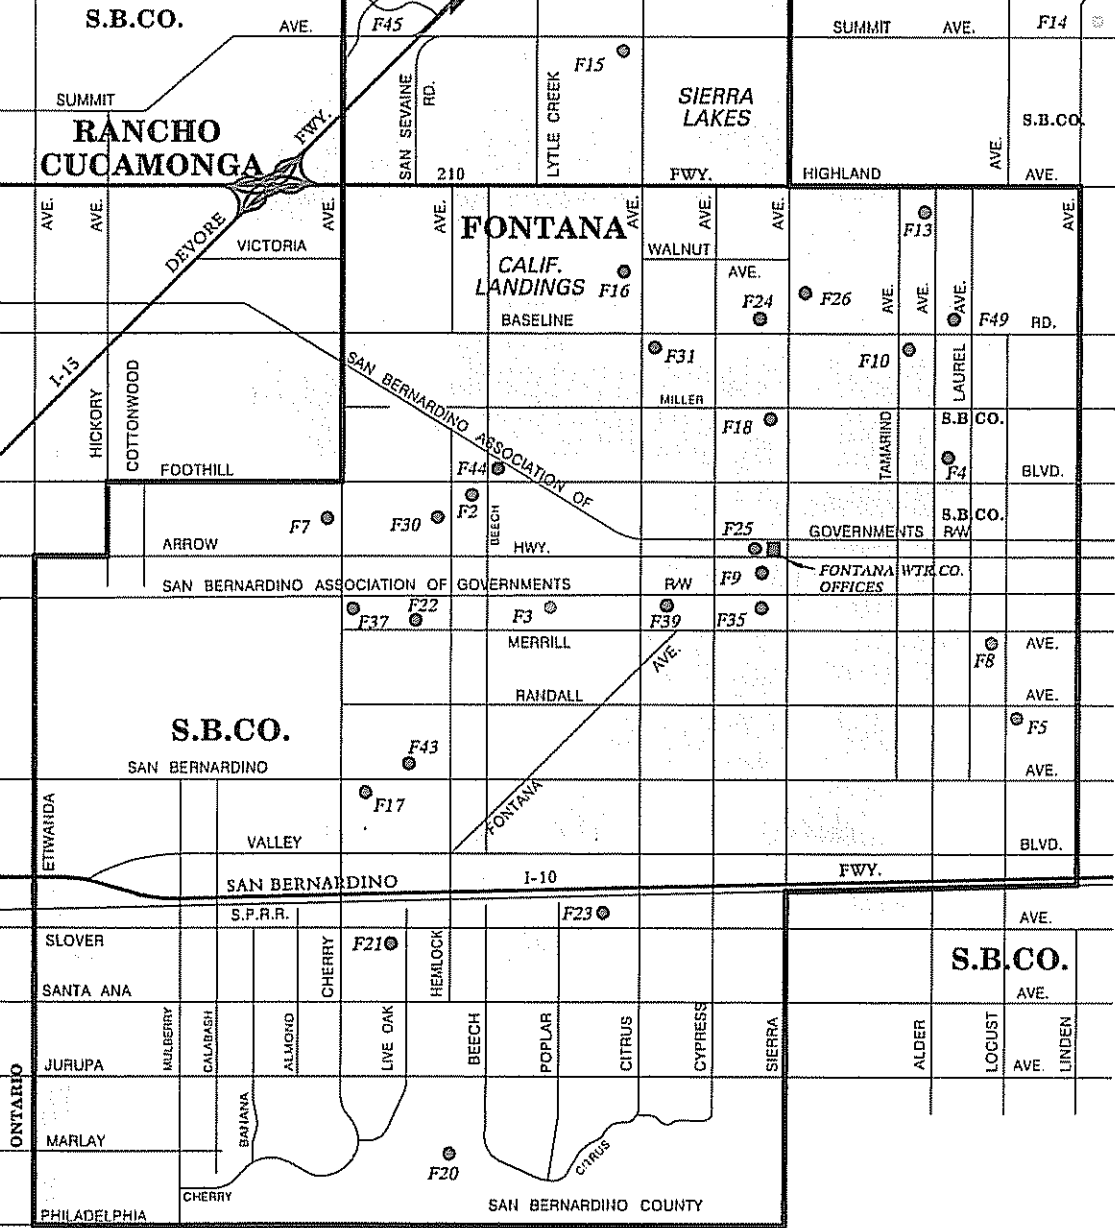 S.B.CO.
AVE.
F45
SUMMIT
AVE.
F14
F15
SUMMIT
SAN SEVAINE
RD.
LYTLE CREEK
SIERRA
LAKES
S.B.CO.
RANCHO
CUCAMONGA
FWY.
AVE.
210
FWY.
HIGHLAND
AVE.
AVE.
AVE.
AVE.
AVE.
FONTANA
AVE.
AVE.
AVE.
F13
AVE.
DEVORE
VICTORIA
WALNUT
CALIF.
LANDINGS
F16
AVE.
F24
F26
AVE.
AVE.
AVE.
BASELINE
F49
RD.
I-15
SAN BERNARDINO ASSOCIATION OF
F31
F10
LAUREL
HICKORY
COTTONWOOD
MILLER
F18
TAMARIND
S.B.CO.
FOOTHILL
F44
F4
BLVD.
F7
F30
F2
BEECH
F25
S.B.CO.
GOVERNMENTS
R/W
ARROW
HWY.
FONTANA WTR.CO.
OFFICES
SAN BERNARDINO ASSOCIATION OF GOVERNMENTS
R/W
F9
F37
F22
F3
F39
F35
MERRILL
AVE.
AVE.
F8
RANDALL
AVE.
S.B.CO.
F5
F43
SAN BERNARDINO
AVE.
F17
FONTANA
ETIWANDA
VALLEY
BLVD.
SAN BERNARDINO
I-10
FWY.
S.P.R.R.
F23
AVE.
SLOVER
CHERRY
F21
HEMLOCK
S.B.CO.
SANTA ANA
AVE.
MULBERRY
CALABASH
ALMOND
LIVE OAK
BEECH
POPLAR
CITRUS
CYPRESS
SIERRA
ALDER
LOCUST
LINDEN
JURUPA
AVE.
ONTARIO
BANANA
MARLAY
CITRUS
F20
CHERRY
SAN BERNARDINO COUNTY
PHILADELPHIA